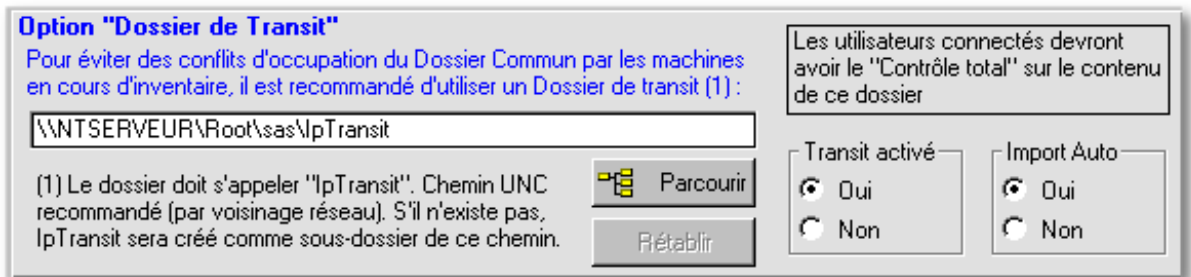 Option "Dossier de Transit"
Pour éviter des conflits d'occupation du Dossier Commun par les machines
en cours d'inventaire, il est recommandé d'utiliser un Dossier de transit (1) :
\\NTSERVEUR\Root\sas\IpTransit
(1) Le dossier doit s'appeler "IpTransit". Chemin UNC
recommandé (par voisinage réseau). S'il n'existe pas,
IpTransit sera créé comme sous-dossier de ce chemin.
Parcourir
Rétablir
Les utilisateurs connectés devront
avoir le "Contrôle total" sur le contenu
de ce dossier
Transit activé
Oui
Non
Import Auto
Oui
Non